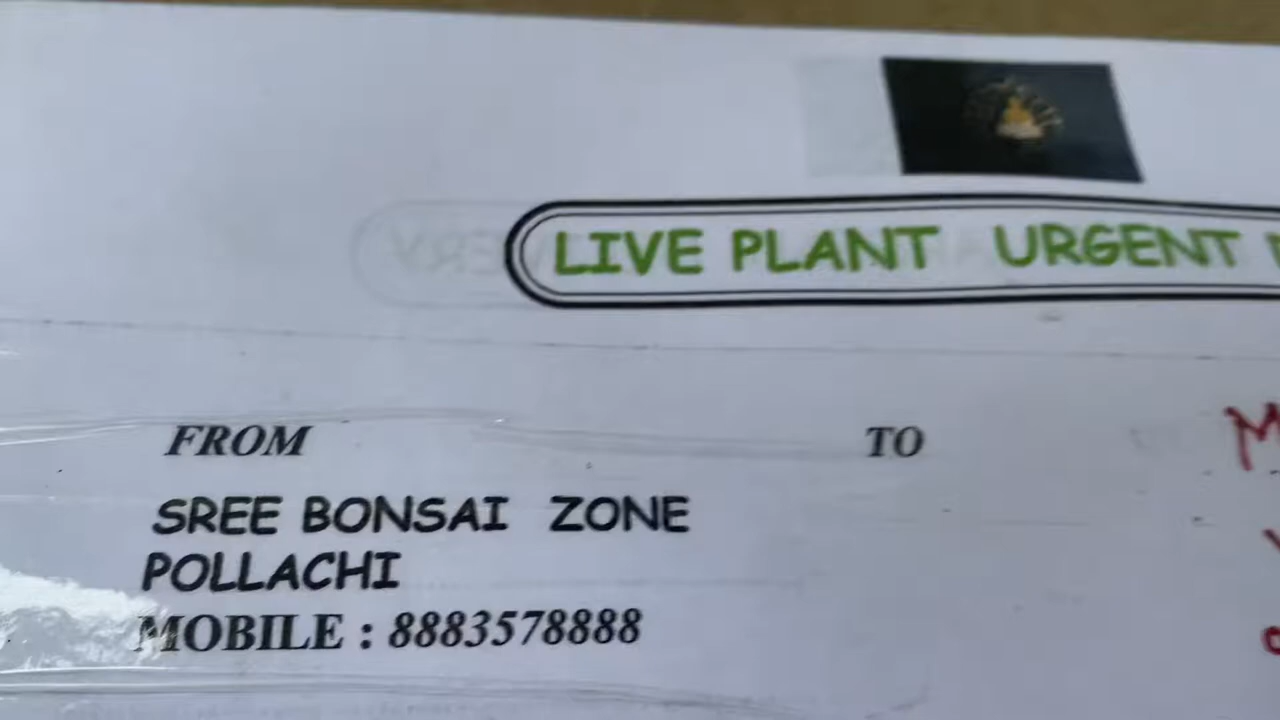 LIVE PLANT URGENT
FROM
TO
SREE BONSAI ZONE
POLLACHI
MOBILE : 8883578888